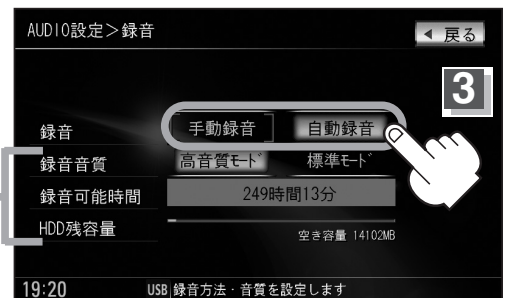 AUDIO設定＞録音
◀ 戻る
3
録音
手動録音
自動録音
録音音質
高音質ﾓｰﾄﾞ
標準ﾓｰﾄﾞ
録音可能時間
249時間13分
HDD残容量
空き容量 14102MB
19:20
USB 録音方法・音質を設定します